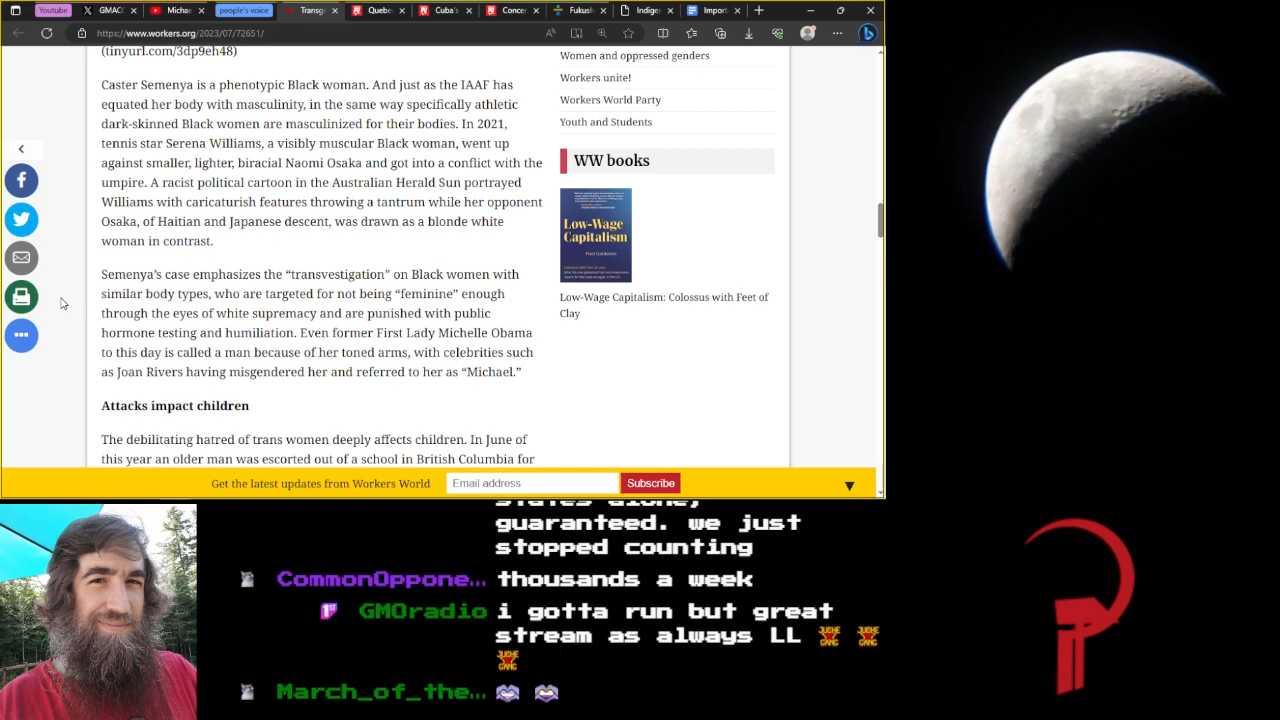 Youtube
GMAC
Michae
people's voice
Transg
Quebe
Cuba's
Concer
Fukush
Indige
Import
https://www.workers.org/2023/07/72651/
(tinyurl.com/3dp9eh48)
Caster Semenya is a phenotypic Black woman. And just as the IAAF has
equated her body with masculinity, in the same way specifically athletic
dark-skinned Black women are masculinized for their bodies. In 2021,
tennis star Serena Williams, a visibly muscular Black woman, went up
against smaller, lighter, biracial Naomi Osaka and got into a conflict with the
umpire. A racist political cartoon in the Australian Herald Sun portrayed
Williams with caricaturish features throwing a tantrum while her opponent
Osaka, of Haitian and Japanese descent, was drawn as a blonde white
woman in contrast.
Semenya's case emphasizes the “transvestigation” on Black women with
similar body types, who are targeted for not being “feminine” enough
through the eyes of white supremacy and are punished with public
hormone testing and humiliation. Even former First Lady Michelle Obama
to this day is called a man because of her toned arms, with celebrities such
as Joan Rivers having misgendered her and referred to her as “Michael.”
Attacks impact children
The debilitating hatred of trans women deeply affects children. In June of
this year an older man was escorted out of a school in British Columbia for
Women and oppressed genders
Workers unite!
Workers World Party
Youth and Students
WW books
Low-Wage
Capitalism
Low-Wage Capitalism: Colossus with Feet of
Clay
Get the latest updates from Workers World
Email address
Subscribe
states alone,
guaranteed. we just
stopped counting
CommonOppone... thousands a week
GMOradio i gotta run but great
stream as always LL
March_of_the...